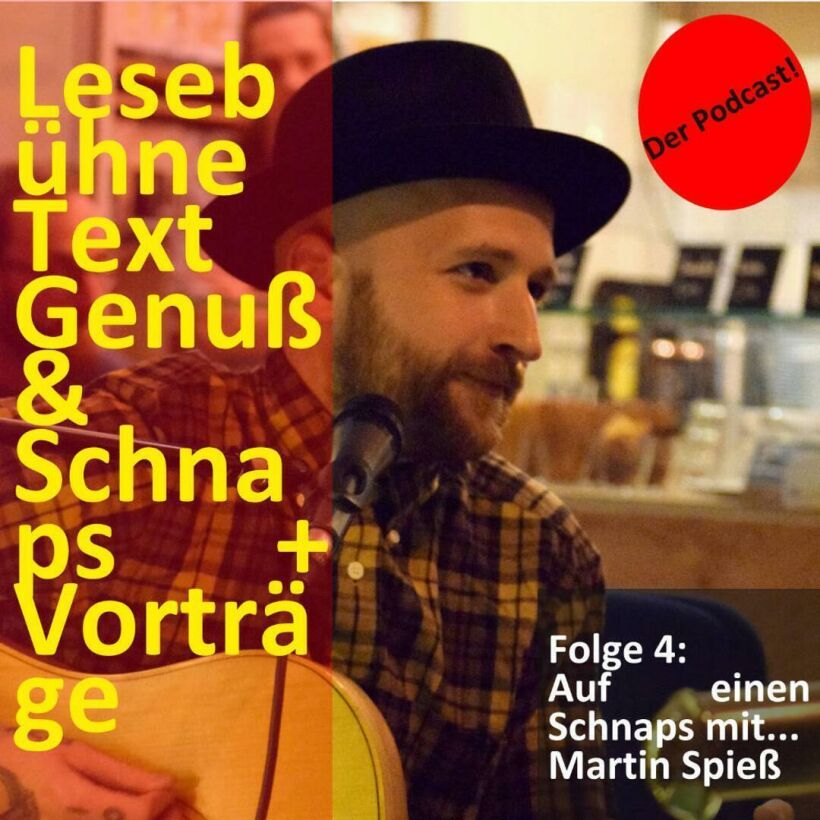 Leseb
ühne
Text
Genuß
&
Schna
ps +
Vorträ
ge
Der Podcast!
Folge 4:
Auf einen
Schnaps mit...
Martin Spieß